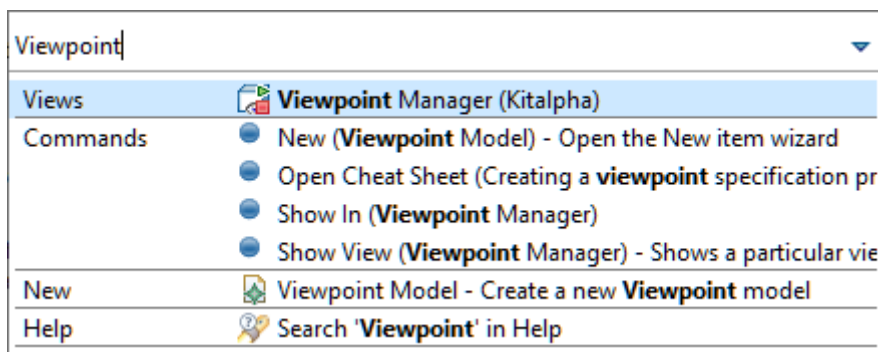 Viewpoint
Views Viewpoint Manager (Kitalpha)
Commands New (Viewpoint Model) - Open the New item wizard
Open Cheat Sheet (Creating a viewpoint specification pr
Show In (Viewpoint Manager)
Show View (Viewpoint Manager) - Shows a particular vie
New Viewpoint Model - Create a new Viewpoint model
Help Search 'Viewpoint' in Help